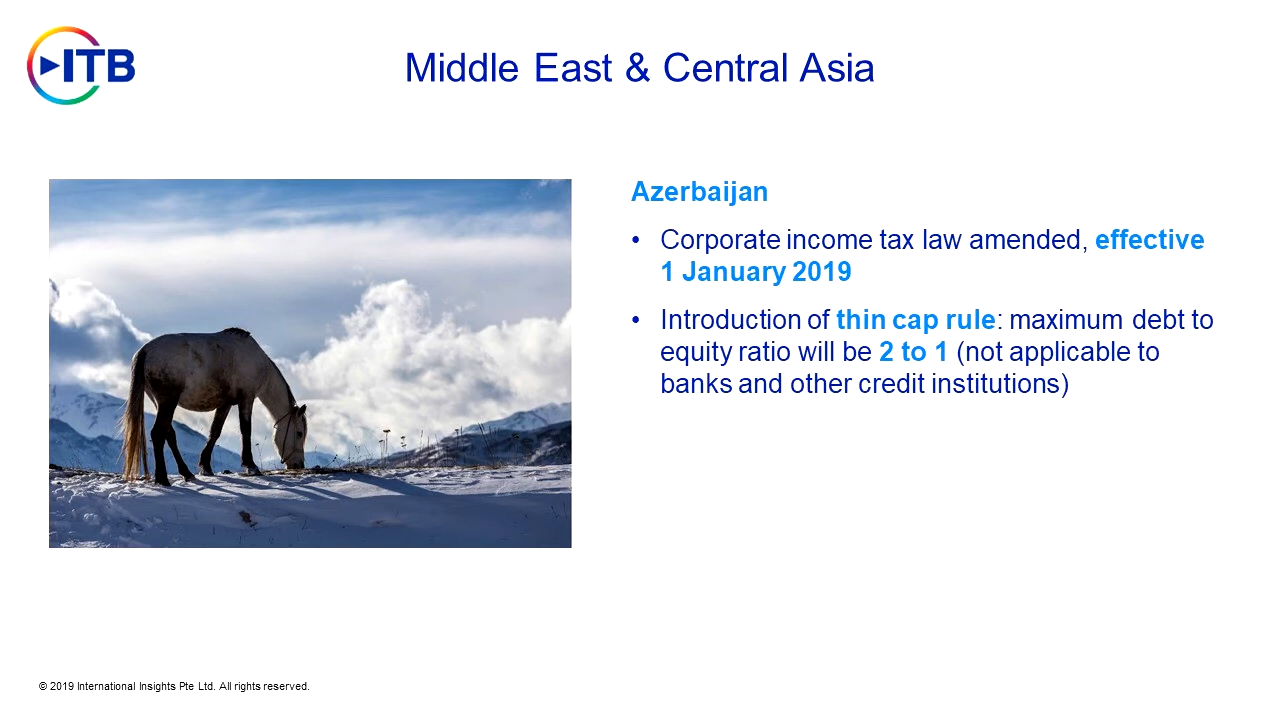 ITB
Middle East & Central Asia
Azerbaijan
• Corporate income tax law amended, effective
1 January 2019
• Introduction of thin cap rule: maximum debt to
equity ratio will be 2 to 1 (not applicable to
banks and other credit institutions)
© 2019 International Insights Pte Ltd. All rights reserved.